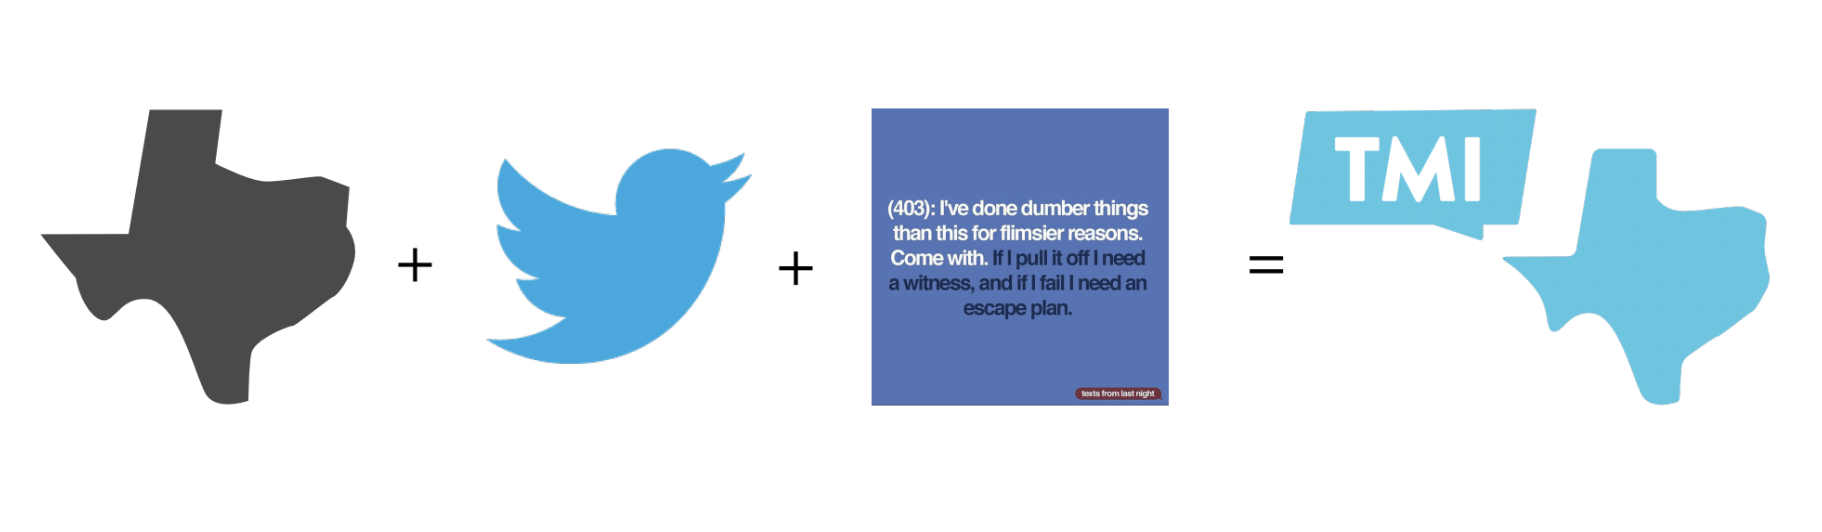 +
+
(403): I've done dumber things
than this for flimsier reasons.
Come with. If I pull it off I need
a witness, and if I fail I need an
escape plan.
texts from last night
=
TMI